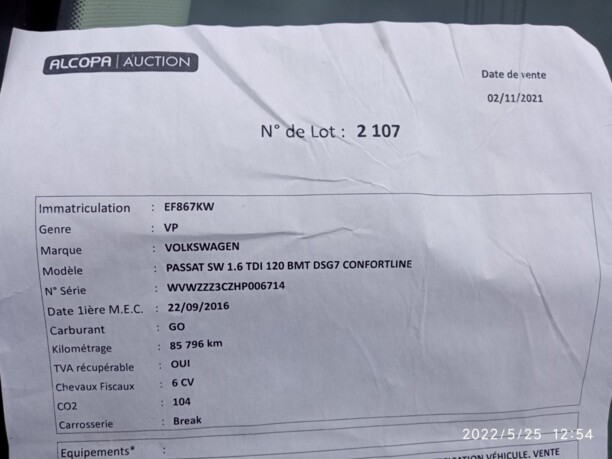 ALCOPA | AUCTION
Date de vente
02/11/2021
N° de Lot : 2 107
Immatriculation : EF867KW
Genre : VP
Marque : VOLKSWAGEN
Modèle : PASSAT SW 1.6 TDI 120 BMT DSG7 CONFORTLINE
N° Série : WVWZZZ3CZHP006714
Date 1ière M.E.C. : 22/09/2016
Carburant : GO
Kilométrage : 85 796 km
TVA récupérable : OUI
Chevaux Fiscaux : 6 CV
CO2 : 104
Carrosserie : Break
Equipements* :
VÉHICULE. VENTE
2022/5/25 12:54